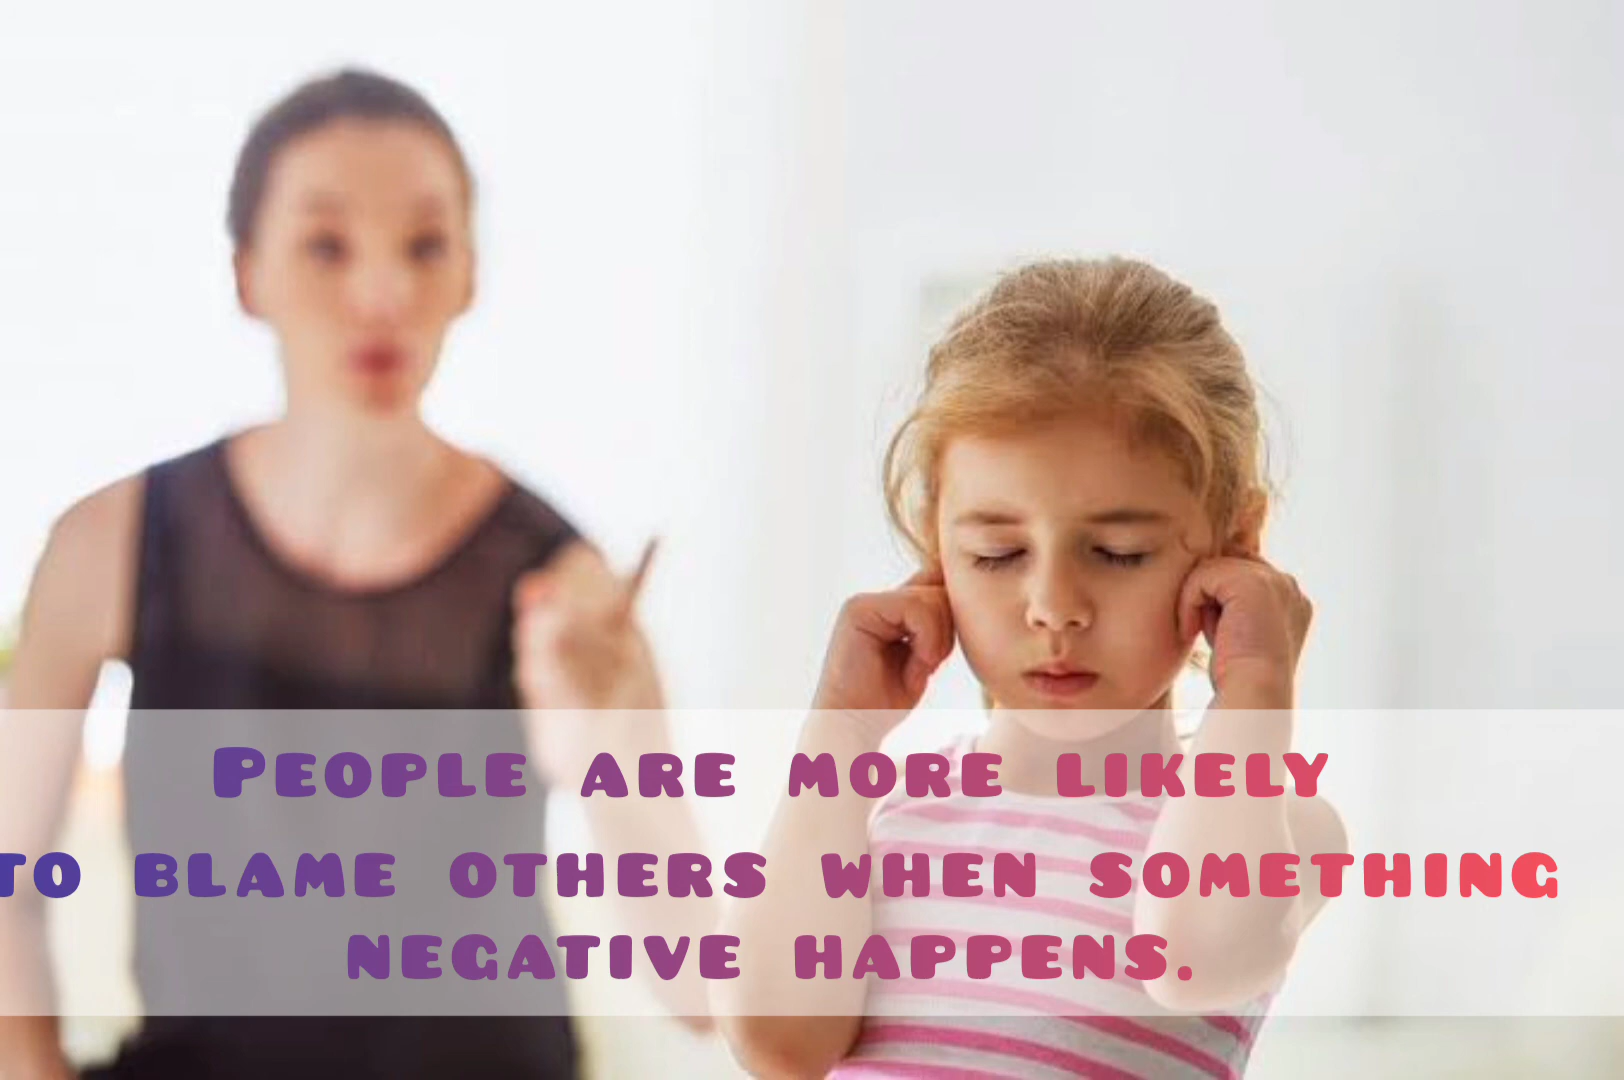 People are more likely
to blame others when something
negative happens.